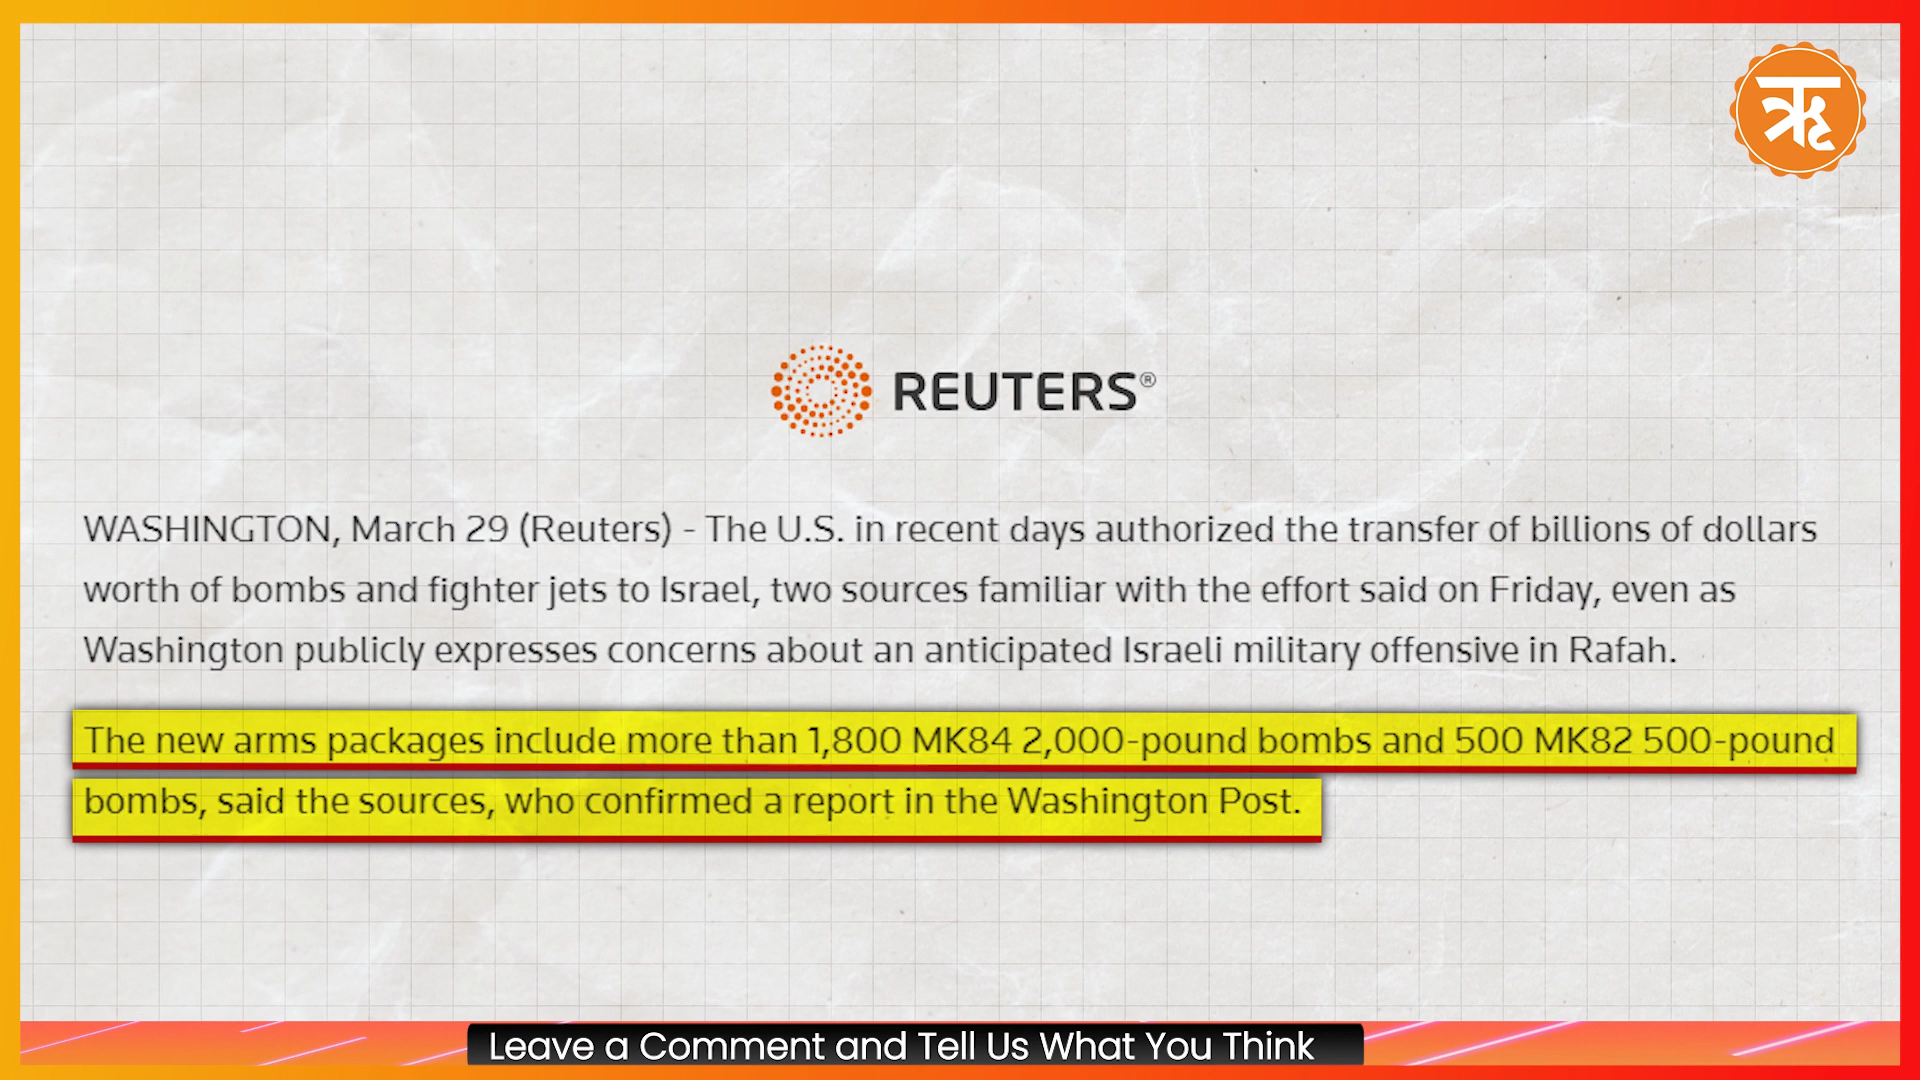 ऋ
REUTERS®
WASHINGTON, March 29 (Reuters) - The U.S. in recent days authorized the transfer of billions of dollars
worth of bombs and fighter jets to Israel, two sources familiar with the effort said on Friday, even as
Washington publicly expresses concerns about an anticipated Israeli military offensive in Rafah.
The new arms packages include more than 1,800 MK84 2,000-pound bombs and 500 MK82 500-pound
bombs, said the sources, who confirmed a report in the Washington Post.
Leave a Comment and Tell Us What You Think